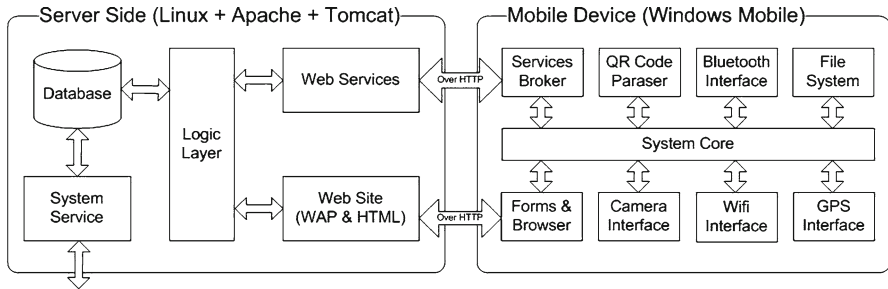 Server Side (Linux + Apache + Tomcat)
Mobile Device (Windows Mobile)
Database
Logic
Layer
Web Services
Over HTTP
Services
Broker
QR Code
Paraser
Bluetooth
Interface
File
System
System Core
System
Service
Web Site
(WAP & HTML)
Over HTTP
Forms &
Browser
Camera
Interface
Wifi
Interface
GPS
Interface